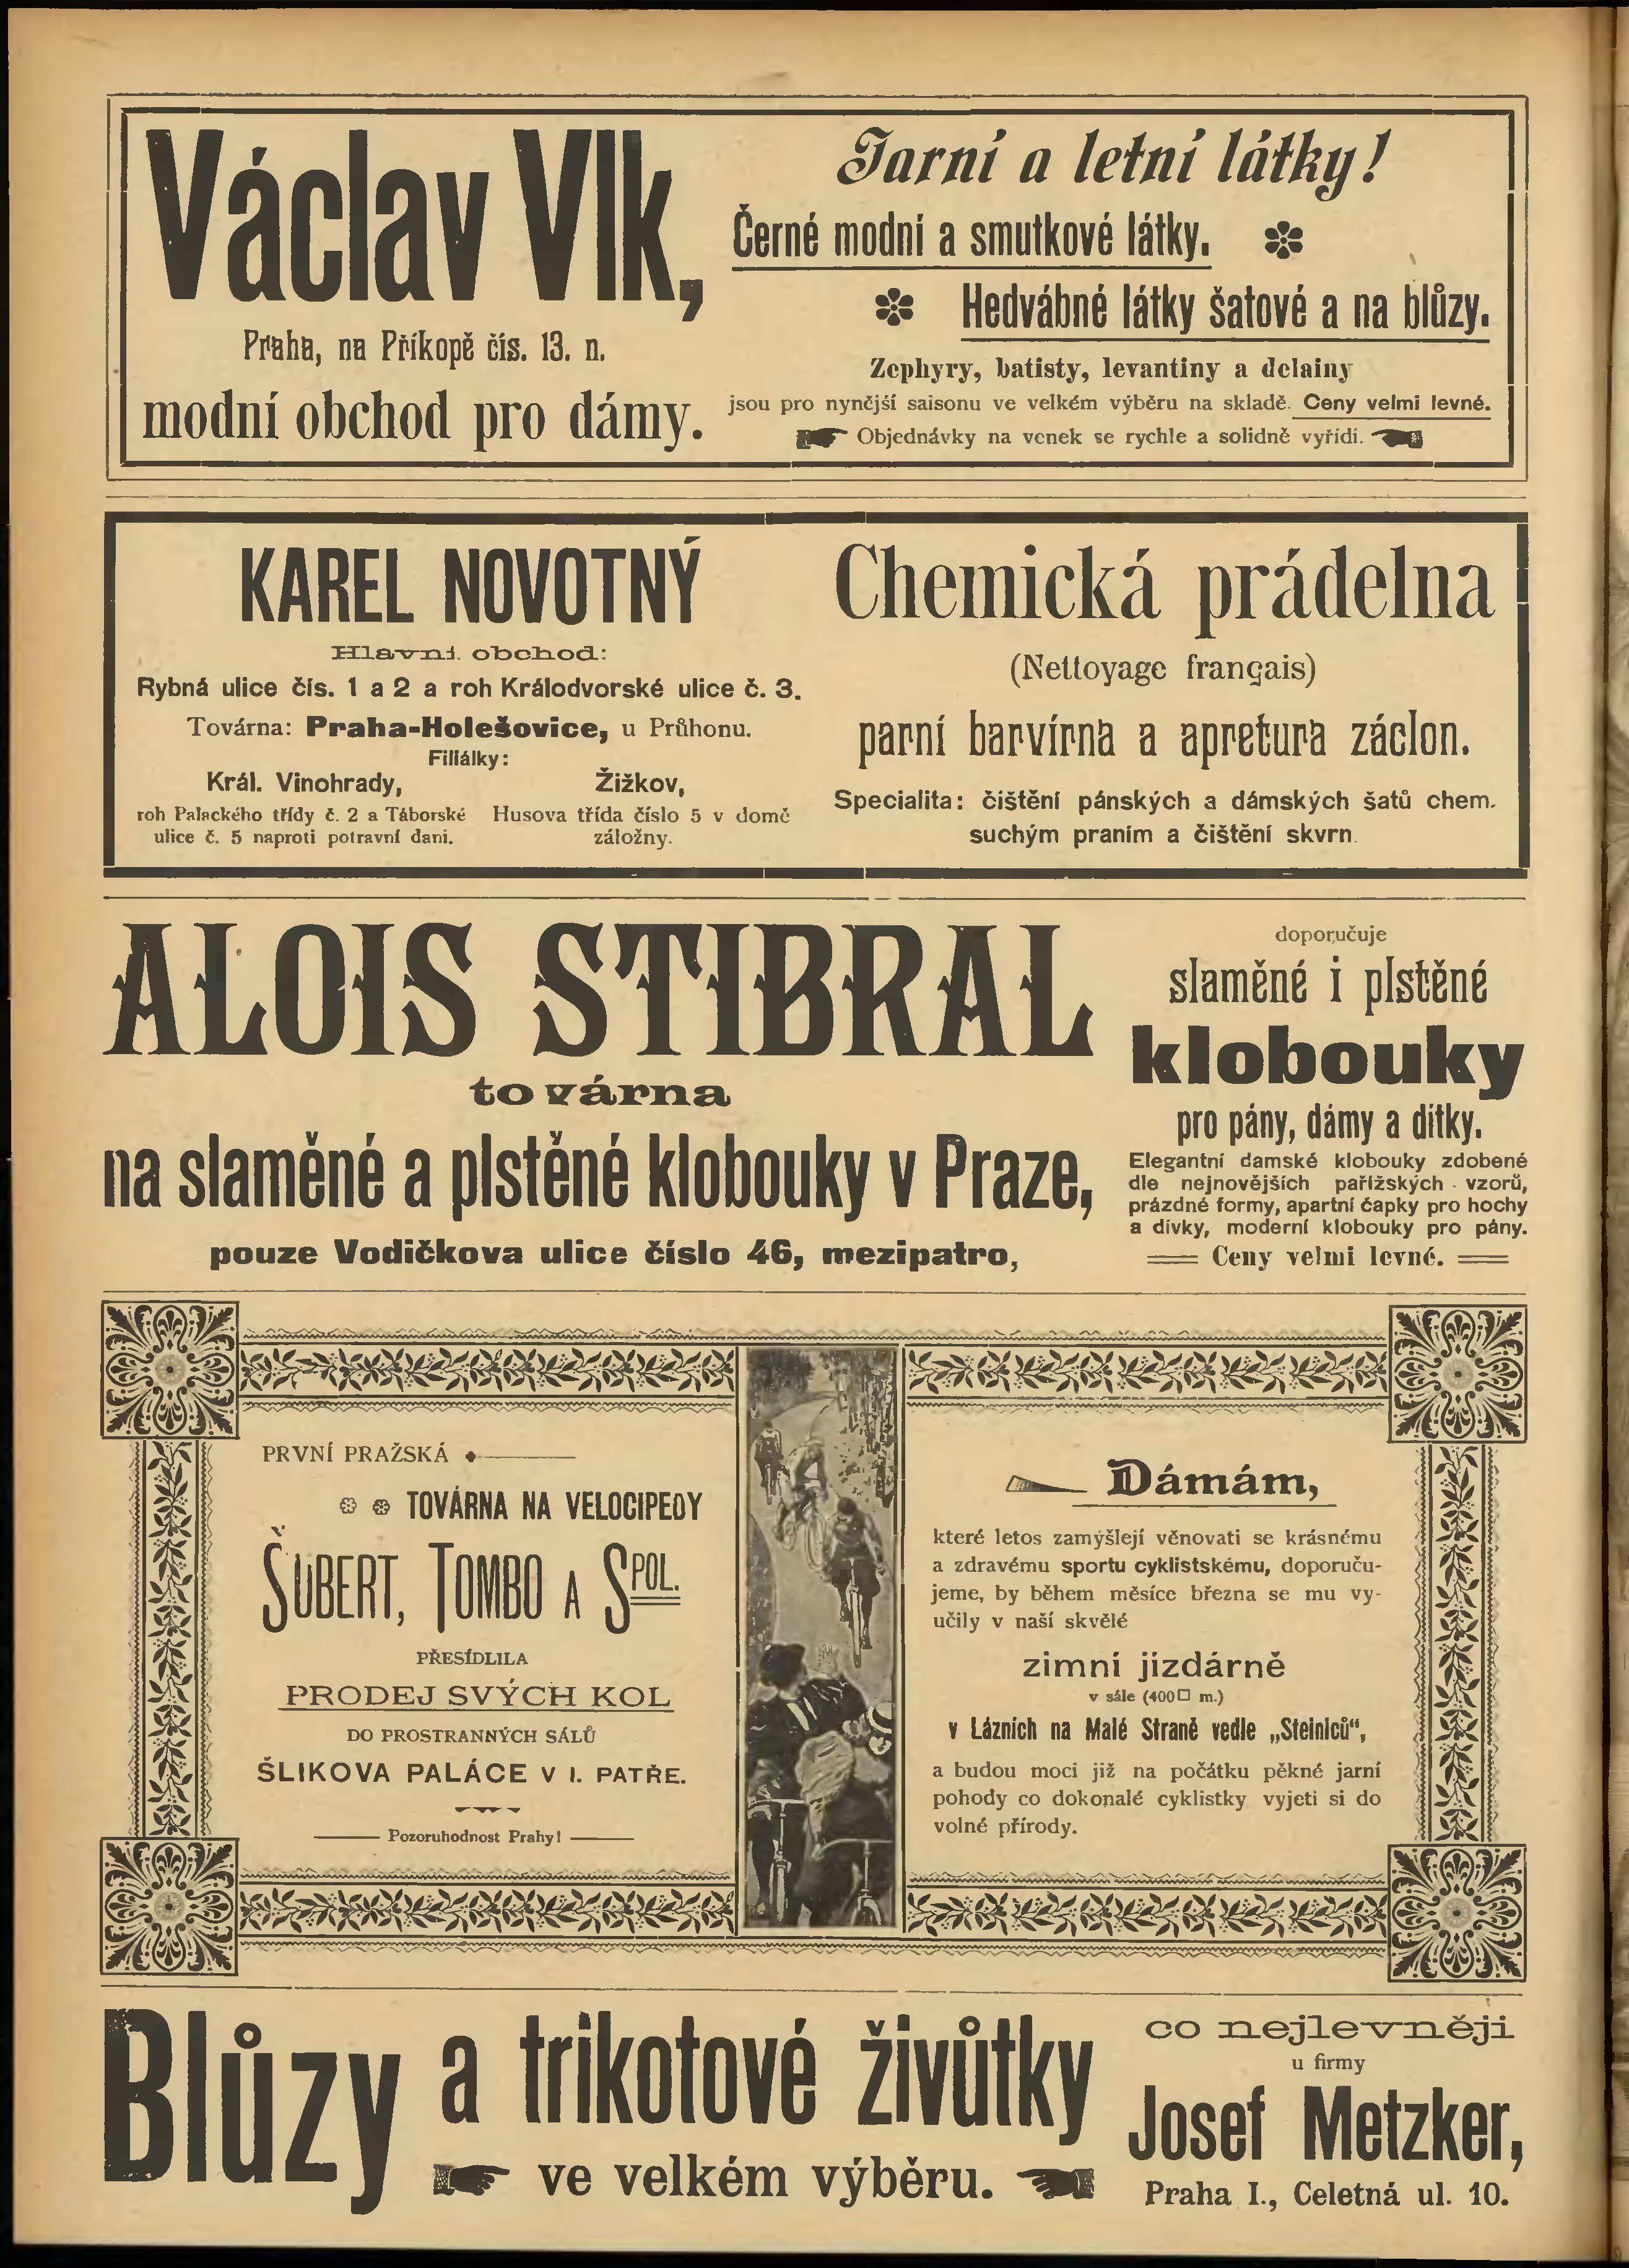 Václav Vlk,
Praha, na Příkopě čís. 13. n.
modní obchod pro dámy.
Jarní a letní látky!
Černé modní a smutkové látky.
Hedvábné látky šatové a na blůzy.
Zephyry, batisty, levantiny a delainy
jsou pro nynější saisonu ve velkém výběru na skladě. Ceny velmi levné.
Objednávky na venek se rychle a solidně vyřídí.
KAREL NOVOTNÝ
Hlavní obchod:
Rybná ulice čís. 1 a 2 a roh Králodvorské ulice č. 3.
Továrna: Praha-Holešovice, u Průhonu.
Filiálky:
Král. Vinohrady,
roh Palackého třídy č. 2 a Táborské
ulice č. 5 naproti potravní dani.
Žižkov,
Husova třída číslo 5 v domě
záložny.
Chemická prádelna
(Nettoyage français)
parní barvírna a apretura záclon.
Specialita: čištění pánských a dámských šatů chem.
suchým praním a čištění skvrn.
ALOIS STIBRAL
továrna
na slaměné a plstěné klobouky v Praze,
pouze Vodičkova ulice číslo 46, mezipatro,
doporučuje
slaměné i plstěné
klobouky
pro pány, dámy a dítky.
Elegantní damské klobouky zdobené
dle nejnovějších pařížských vzorů,
prázdné formy, apartní čapky pro hochy
a dívky, moderní klobouky pro pány.
Ceny velmi levné.
PRVNÍ PRAŽSKÁ
TOVÁRNA NA VELOCIPEDY
ŠUBERT, TOMBO A SPOL.
PŘESÍDLILA
PRODEJ SVÝCH KOL
DO PROSTRANNÝCH SÁLŮ
ŠLIKOVA PALÁCE V I. PATŘE.
Pozoruhodnost Prahy!
Dámám,
které letos zamýšlejí věnovati se krásnému
a zdravému sportu cyklistskému, doporuču-
jeme, by během měsíce března se mu vy-
učily v naší skvělé
zimní jízdárně
v sále (400□ m.)
v Lázních na Malé Straně vedle „Steiniců“,
a budou moci již na počátku pěkné jarní
pohody co dokonalé cyklistky vyjeti si do
volné přírody.
Blůzy a trikotové živůtky
ve velkém výběru.
co nejlevněji
u firmy
Josef Metzker,
Praha I., Celetná ul. 10.